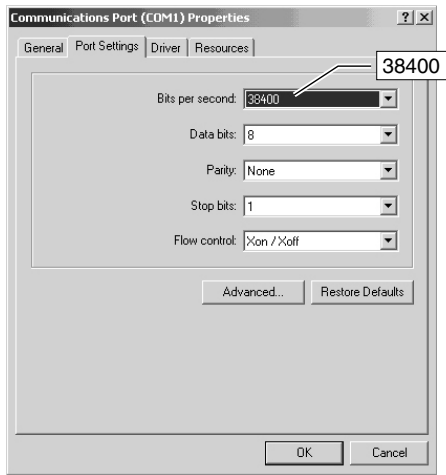 Communications Port (COM1) Properties
General Port Settings Driver Resources
38400
Bits per second: 38400
Data bits: 8
Parity: None
Stop bits: 1
Flow control: Xon / Xoff
Advanced... Restore Defaults
OK Cancel